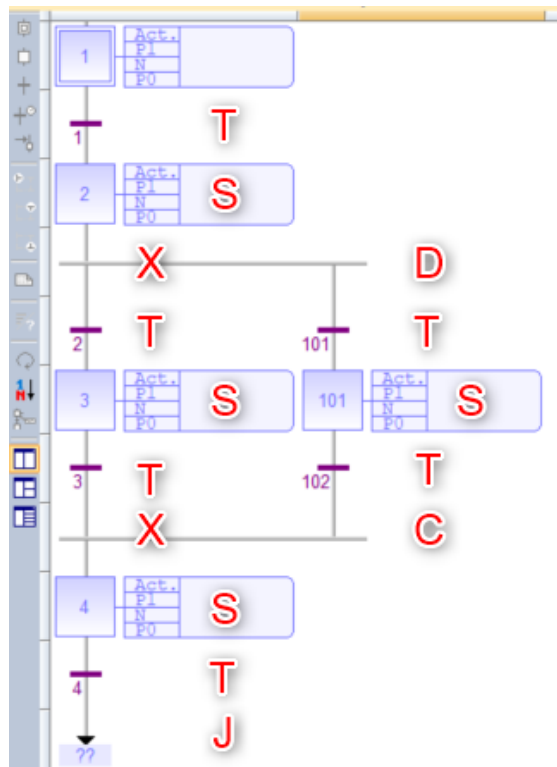 1 Act.
P1
N
P0
1 T
2 Act.
P1
N
P0
S
X D
2 T 101 T
3 Act.
P1
N
P0
S
101 Act.
P1
N
P0
S
3 T 102 T
X C
4 Act.
P1
N
P0
S
4 T
J
??